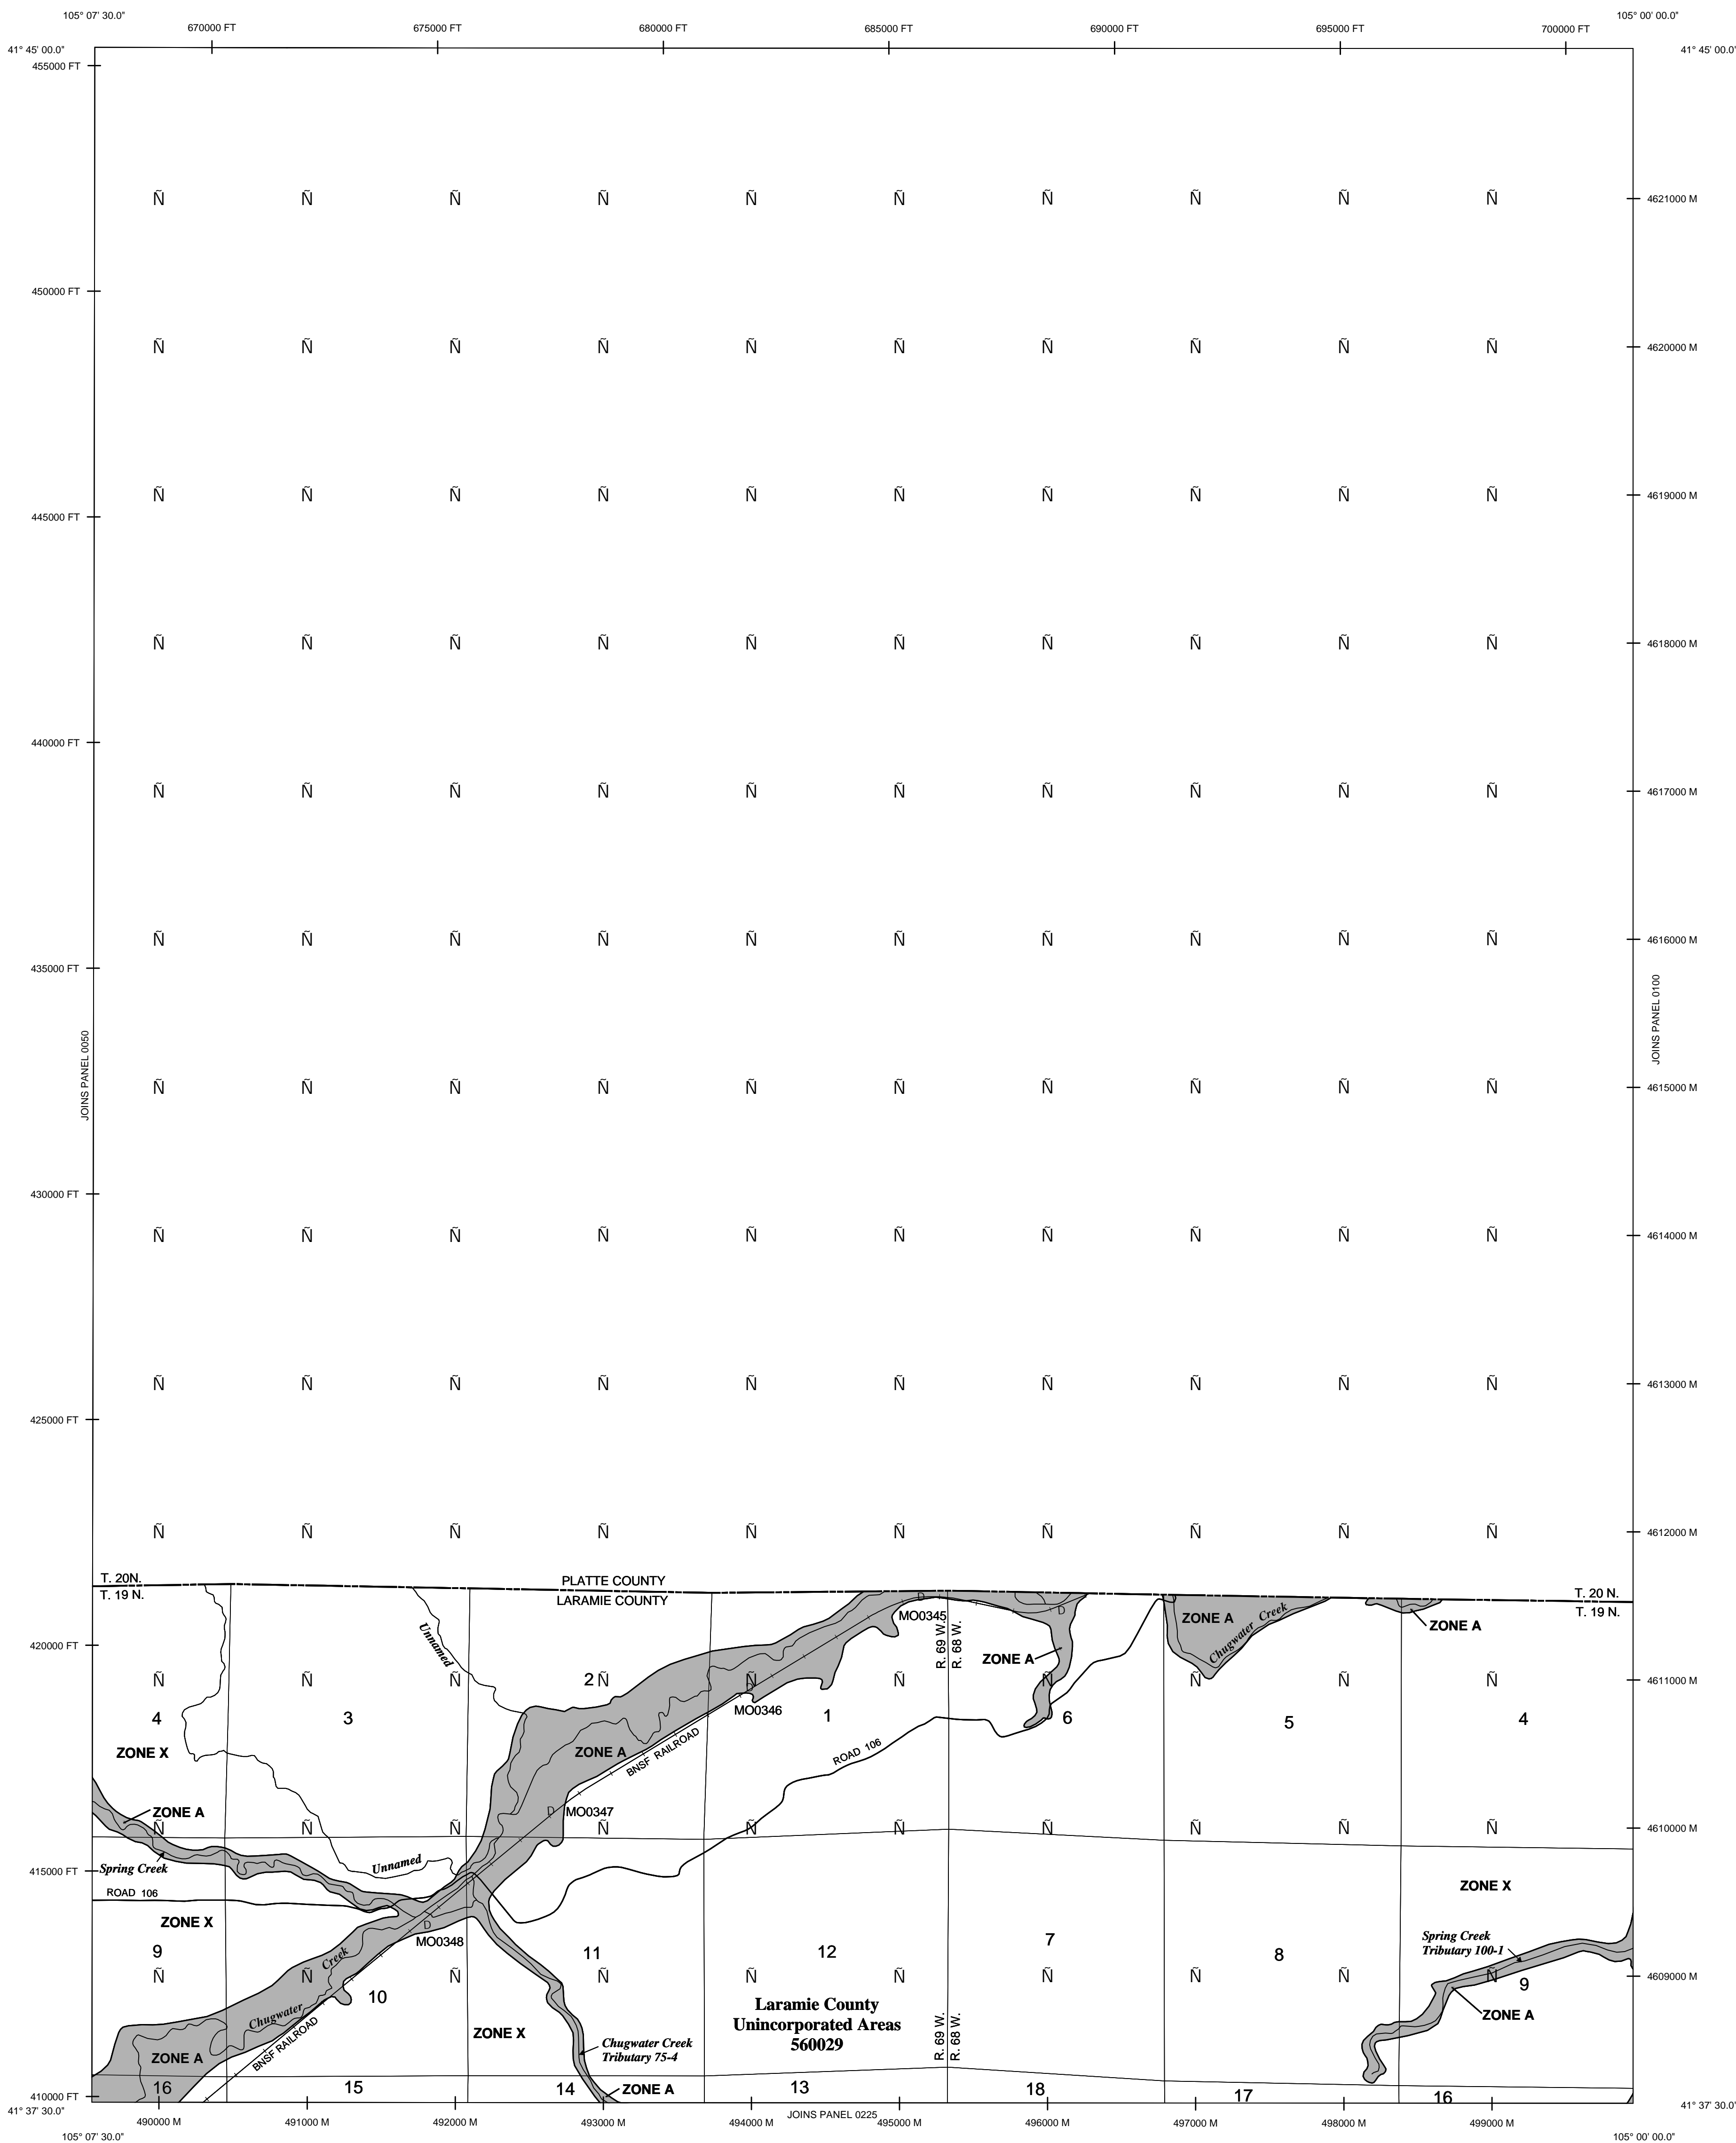 105° 07' 30.0"
105° 00' 00.0"
670000 FT
675000 FT
680000 FT
685000 FT
690000 FT
695000 FT
700000 FT
41° 45' 00.0"
41° 45' 00.0"
455000 FT
Ñ Ñ Ñ Ñ Ñ Ñ Ñ Ñ Ñ Ñ
4621000 M
450000 FT
Ñ Ñ Ñ Ñ Ñ Ñ Ñ Ñ Ñ Ñ
4620000 M
Ñ Ñ Ñ Ñ Ñ Ñ Ñ Ñ Ñ Ñ
4619000 M
445000 FT
Ñ Ñ Ñ Ñ Ñ Ñ Ñ Ñ Ñ Ñ
4618000 M
440000 FT
Ñ Ñ Ñ Ñ Ñ Ñ Ñ Ñ Ñ Ñ
4617000 M
Ñ Ñ Ñ Ñ Ñ Ñ Ñ Ñ Ñ Ñ
4616000 M
435000 FT
JOINS PANEL 0050
JOINS PANEL 0100
Ñ Ñ Ñ Ñ Ñ Ñ Ñ Ñ Ñ Ñ
4615000 M
430000 FT
Ñ Ñ Ñ Ñ Ñ Ñ Ñ Ñ Ñ Ñ
4614000 M
Ñ Ñ Ñ Ñ Ñ Ñ Ñ Ñ Ñ Ñ
4613000 M
425000 FT
Ñ Ñ Ñ Ñ Ñ Ñ Ñ Ñ Ñ Ñ
4612000 M
T. 20N.
T. 19 N.
PLATTE COUNTY
LARAMIE COUNTY
T. 20 N.
T. 19 N.
D
MO0345
D
ZONE A
Chugwater Creek
ZONE A
420000 FT
Unnamed
R. 69 W.
R. 68 W.
ZONE A
Ñ Ñ Ñ Ñ Ñ Ñ Ñ Ñ Ñ Ñ
4611000 M
2
D
MO0346
4
3
1
6
5
4
ZONE X
ZONE A
BNSF RAILROAD
ROAD 106
ZONE A
D
MO0347
Ñ Ñ Ñ Ñ Ñ Ñ Ñ Ñ Ñ Ñ
4610000 M
415000 FT
Spring Creek
Unnamed
ROAD 106
ZONE X
ZONE X
D
MO0348
9
Creek
11
12
7
8
Spring Creek
Tributary 100-1
Ñ Ñ Ñ Ñ Ñ Ñ Ñ Ñ Ñ Ñ
4609000 M
10
9
Chugwater
BNSF RAILROAD
ZONE A
ZONE X
Laramie County
Unincorporated Areas
560029
R. 69 W.
R. 68 W.
ZONE A
Chugwater Creek
Tributary 75-4
ZONE A
16
15
14
13
18
17
16
410000 FT
41° 37' 30.0"
41° 37' 30.0"
JOINS PANEL 0225
490000 M
491000 M
492000 M
493000 M
494000 M
495000 M
496000 M
497000 M
498000 M
499000 M
105° 07' 30.0"
105° 00' 00.0"